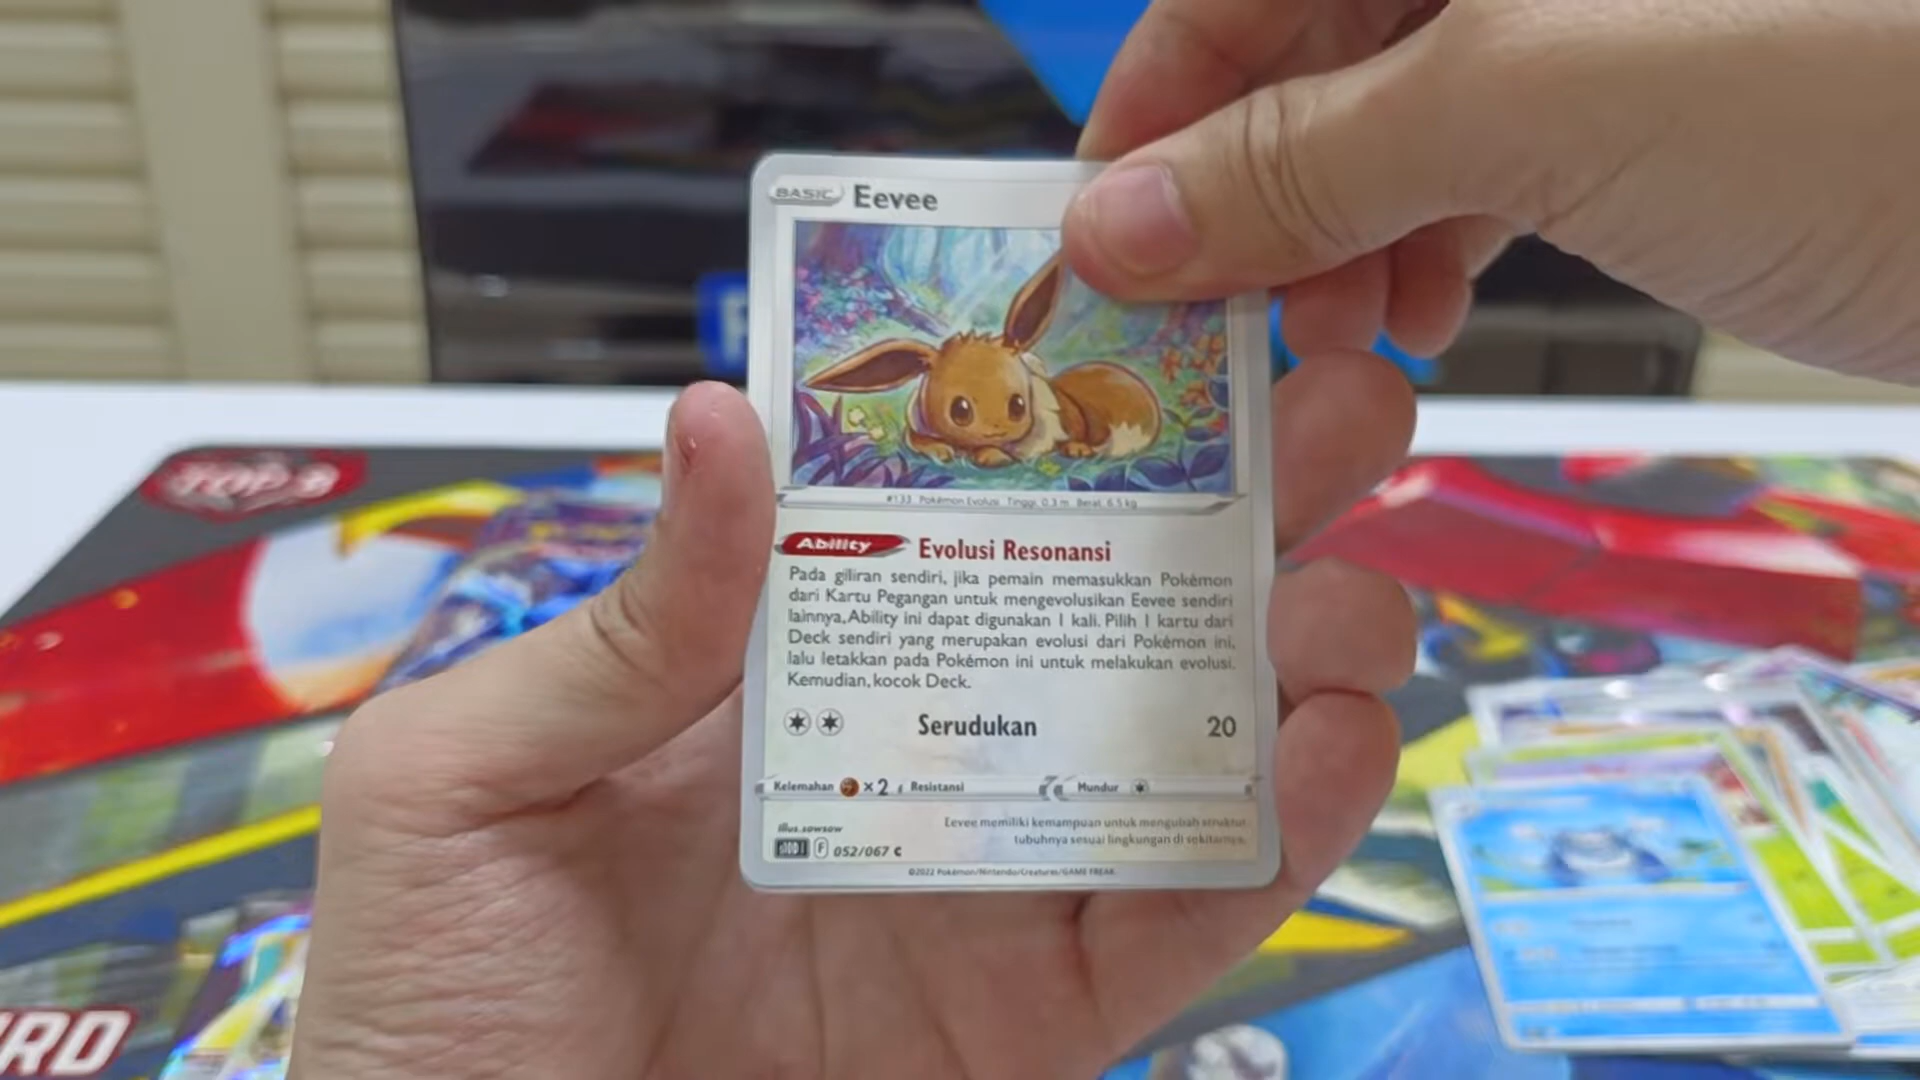 TOP 8
BASIC Eevee
#133 Pokémon Evolusi Tinggi: 0,3 m Berat: 6,5 kg
Ability Evolusi Resonansi
Pada giliran sendiri, jika pemain memasukkan Pokémon
dari Kartu Pegangan untuk mengevolusikan Eevee sendiri
lainnya, Ability ini dapat digunakan 1 kali. Pilih 1 kartu dari
Deck sendiri yang merupakan evolusi dari Pokémon ini,
lalu letakkan pada Pokémon ini untuk melakukan evolusi.
Kemudian, kocok Deck.
Serudukan 20
Kelemahan ×2 Resistansi Mundur
Illus. sowsow
Eevee memiliki kemampuan untuk mengubah struktur
tubuhnya sesuai lingkungan di sekitarnya.
F 052/067 C
©2022 Pokémon/Nintendo/Creatures/GAME FREAK.
RD